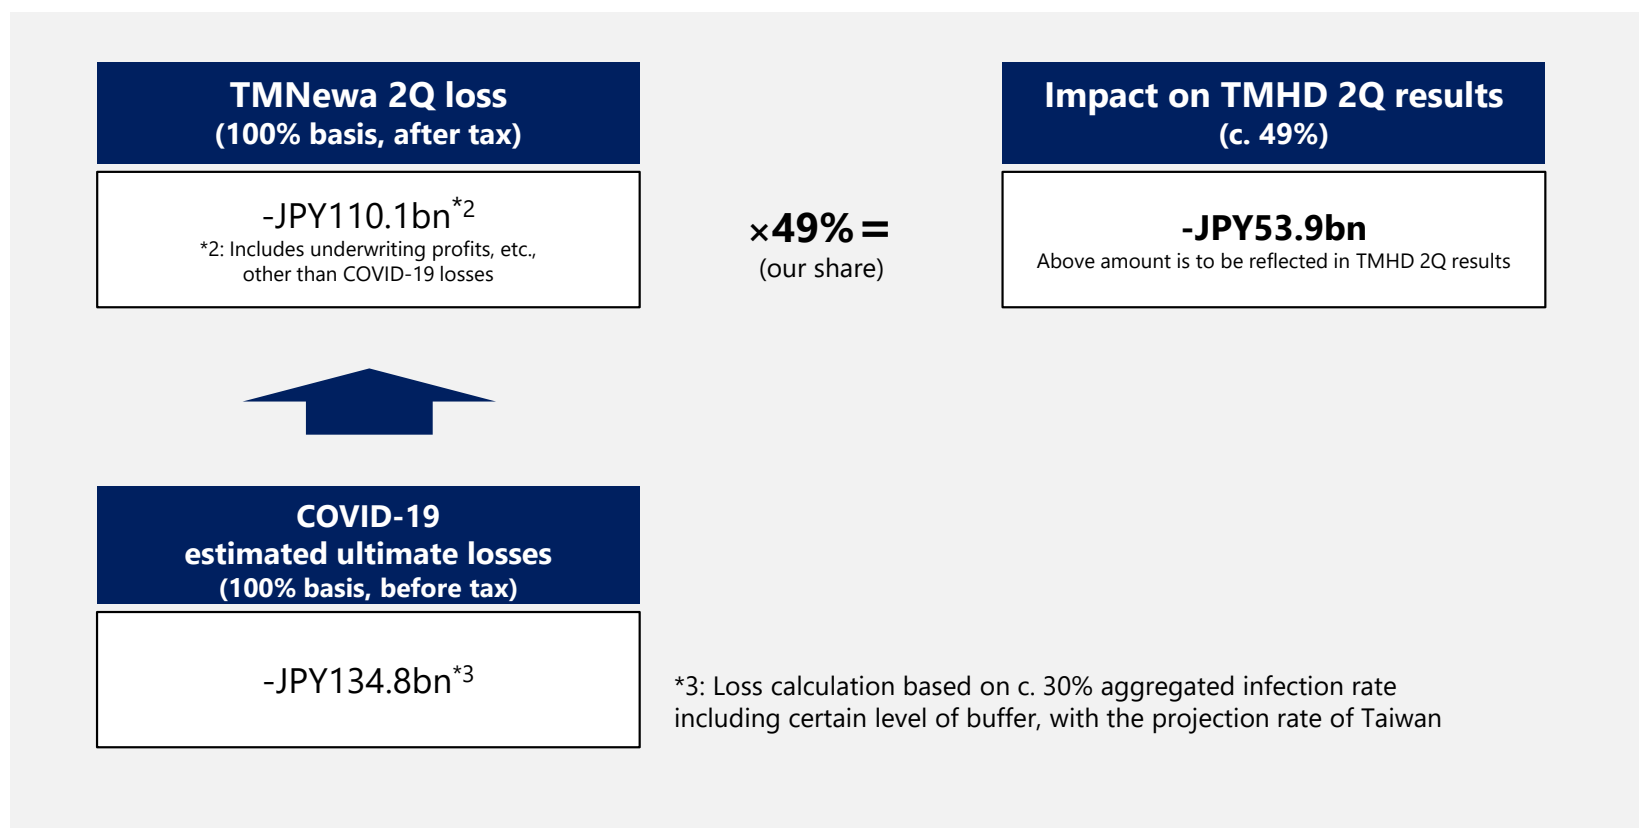 TMNewa 2Q loss
(100% basis, after tax)
-JPY110.1bn*2
*2: Includes underwriting profits, etc.,
other than COVID-19 losses
×49%=
(our share)
Impact on TMHD 2Q results
(c. 49%)
-JPY53.9bn
Above amount is to be reflected in TMHD 2Q results
COVID-19
estimated ultimate losses
(100% basis, before tax)
-JPY134.8bn*3
*3: Loss calculation based on c. 30% aggregated infection rate
including certain level of buffer, with the projection rate of Taiwan